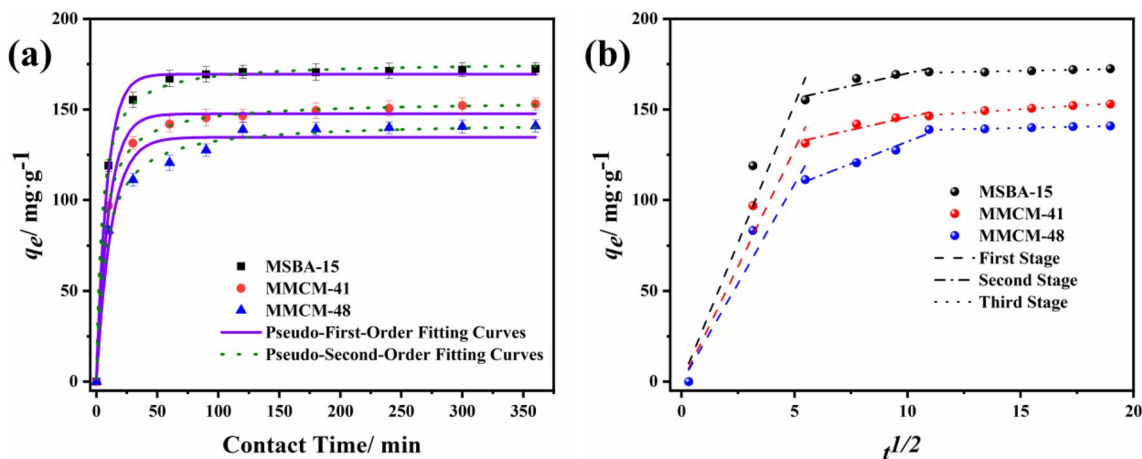 (a)
200
150
100
50
0
qe/ mg·g-1
MSBA-15
MMCM-41
MMCM-48
Pseudo-First-Order Fitting Curves
Pseudo-Second-Order Fitting Curves
0 50 100 150 200 250 300 350
Contact Time/ min
(b)
200
150
100
50
0
qe/ mg·g-1
MSBA-15
MMCM-41
MMCM-48
First Stage
Second Stage
Third Stage
0 5 10 15 20
t1/2